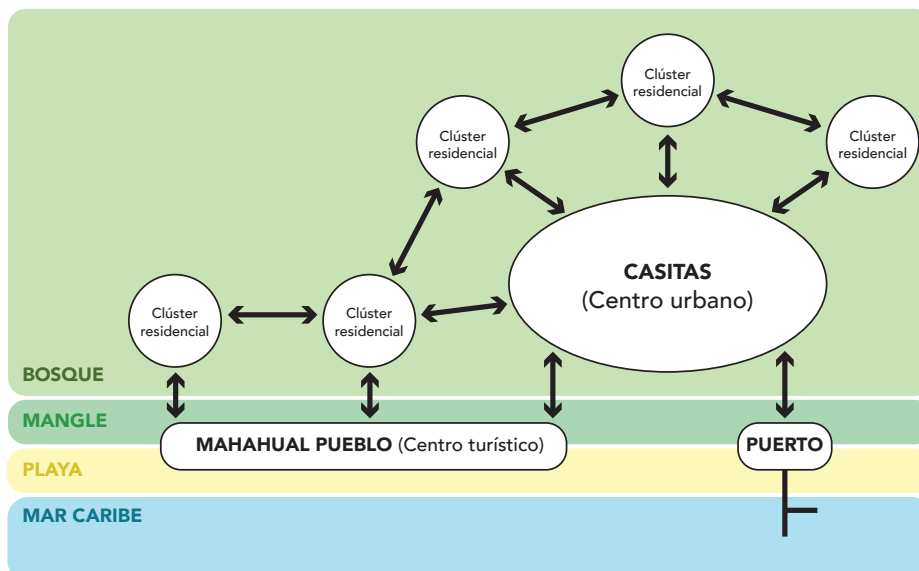 Clúster
residencial
Clúster
residencial
Clúster
residencial
CASITAS
(Centro urbano)
Clúster
residencial
Clúster
residencial
BOSQUE
MANGLE
MAHAHUAL PUEBLO (Centro turístico)
PUERTO
PLAYA
MAR CARIBE